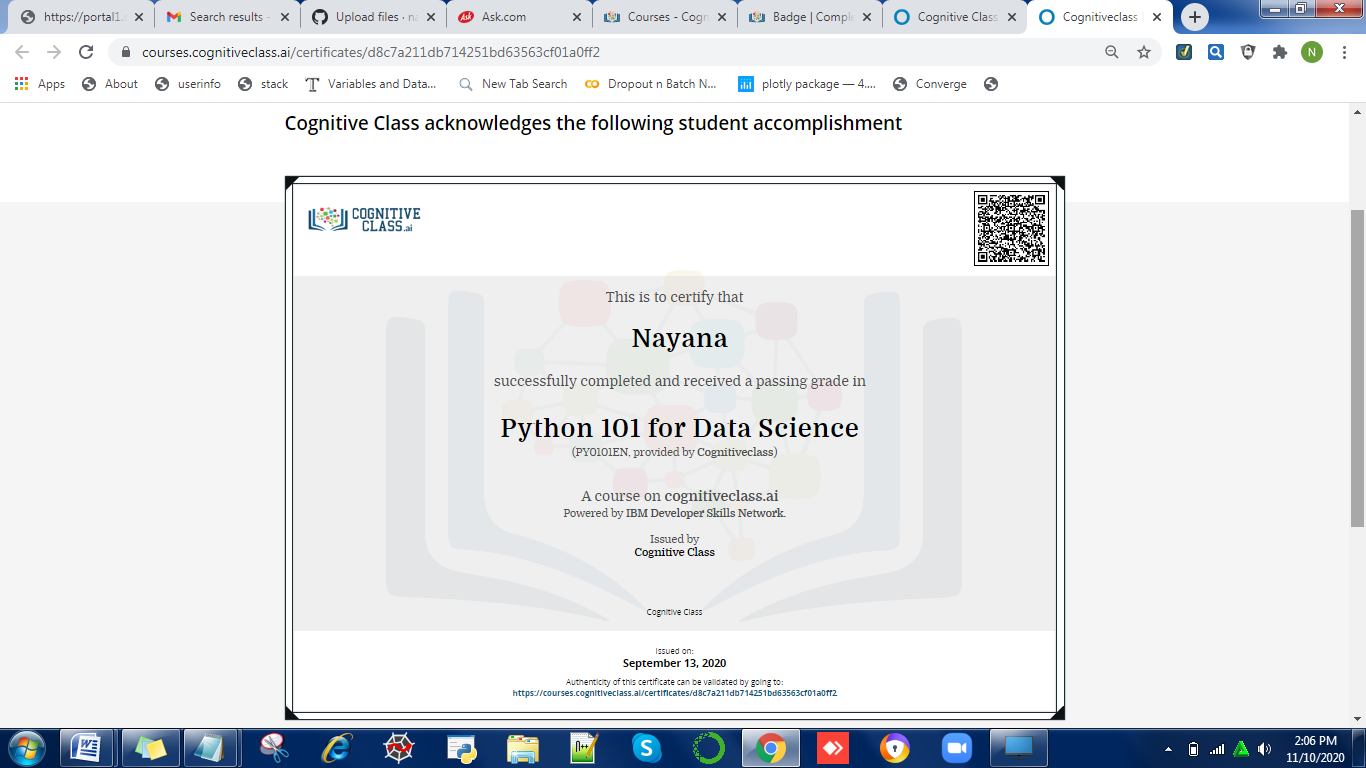 https://portal1.
Search results -
Upload files · na
Ask.com
Courses - Cogn
Badge | Comple
Cognitive Class
Cognitiveclass
courses.cognitiveclass.ai/certificates/d8c7a211db714251bd63563cf01a0ff2
N
Apps
About
userinfo
stack
Variables and Data...
New Tab Search
Dropout n Batch N...
plotly package — 4....
Converge
Cognitive Class acknowledges the following student accomplishment
COGNITIVE
CLASS.ai
This is to certify that
Nayana
successfully completed and received a passing grade in
Python 101 for Data Science
(PY0101EN, provided by Cognitiveclass)
A course on cognitiveclass.ai
Powered by IBM Developer Skills Network.
Issued by
Cognitive Class
Cognitive Class
Issued on:
September 13, 2020
Authenticity of this certificate can be validated by going to:
https://courses.cognitiveclass.ai/certificates/d8c7a211db714251bd63563cf01a0ff2
2:06 PM
11/10/2020